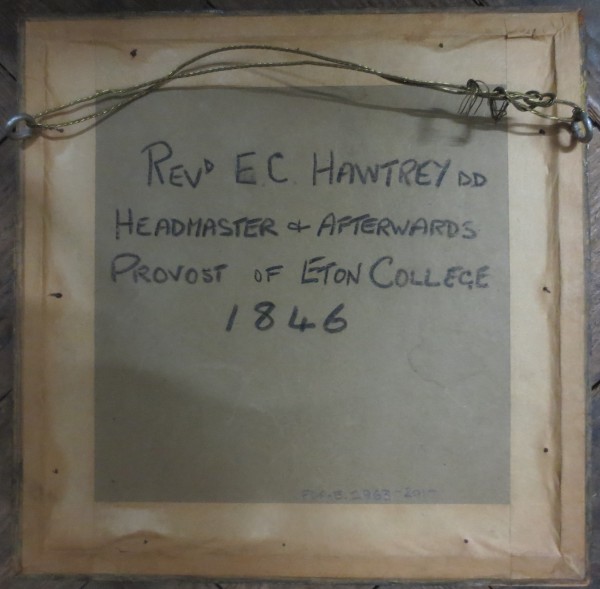 REVD E.C. HAWTREY DD
HEADMASTER & AFTERWARDS
PROVOST OF ETON COLLEGE
1846